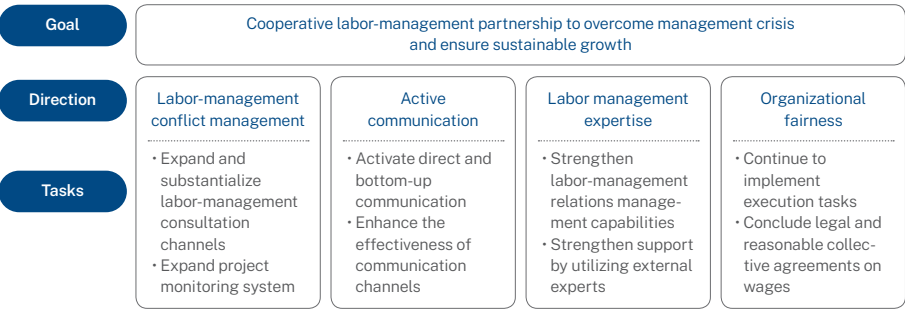 Goal
Cooperative labor-management partnership to overcome management crisis
and ensure sustainable growth
Direction
Labor-management
conflict management
Active
communication
Labor management
expertise
Organizational
fairness
Tasks
• Expand and
substantialize
labor-management
consultation
channels
• Expand project
monitoring system
• Activate direct and
bottom-up
communication
• Enhance the
effectiveness of
communication
channels
• Strengthen
labor-management
relations manage-
ment capabilities
• Strengthen support
by utilizing external
experts
• Continue to
implement
execution tasks
• Conclude legal and
reasonable collec-
tive agreements on
wages